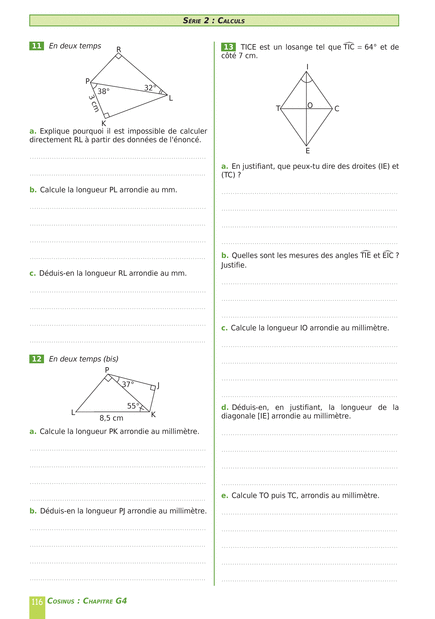 SÉRIE 2 : CALCULS
11 En deux temps
R
P
38°
32°
L
3 cm
K
a. Explique pourquoi il est impossible de calculer
directement RL à partir des données de l'énoncé.
b. Calcule la longueur PL arrondie au mm.
c. Déduis-en la longueur RL arrondie au mm.
12 En deux temps (bis)
P
37°
J
55°
L
K
8,5 cm
a. Calcule la longueur PK arrondie au millimètre.
b. Déduis-en la longueur PJ arrondie au millimètre.
13 TICE est un losange tel que TIC = 64° et de
côté 7 cm.
I
T
O
C
E
a. En justifiant, que peux-tu dire des droites (IE) et
(TC) ?
b. Quelles sont les mesures des angles TIE et EIC ?
Justifie.
c. Calcule la longueur IO arrondie au millimètre.
d. Déduis-en, en justifiant, la longueur de la
diagonale [IE] arrondie au millimètre.
e. Calcule TO puis TC, arrondis au millimètre.
116 COSINUS : CHAPITRE G4